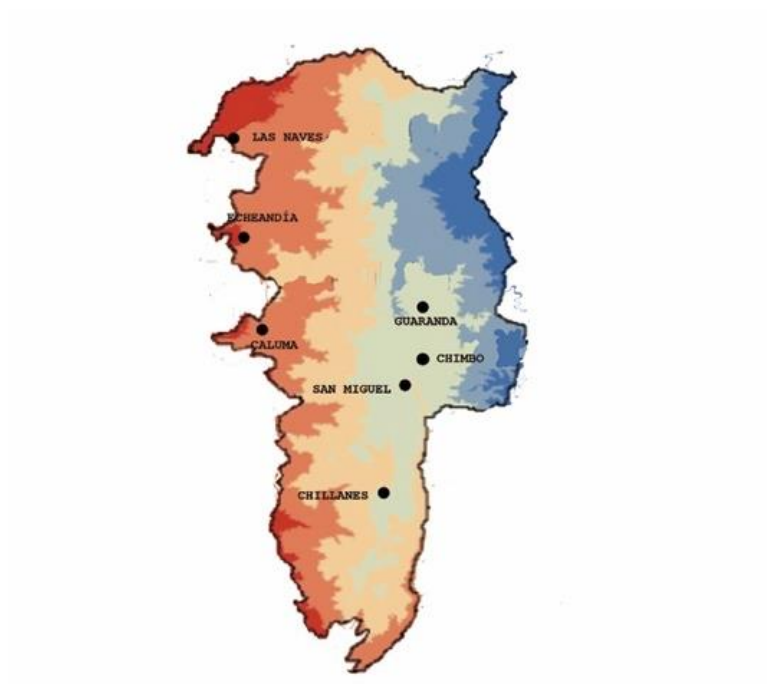 LAS NAVES
ECHEANDÍA
GUARANDA
CALUMA
CHIMBO
SAN MIGUEL
CHILLANES